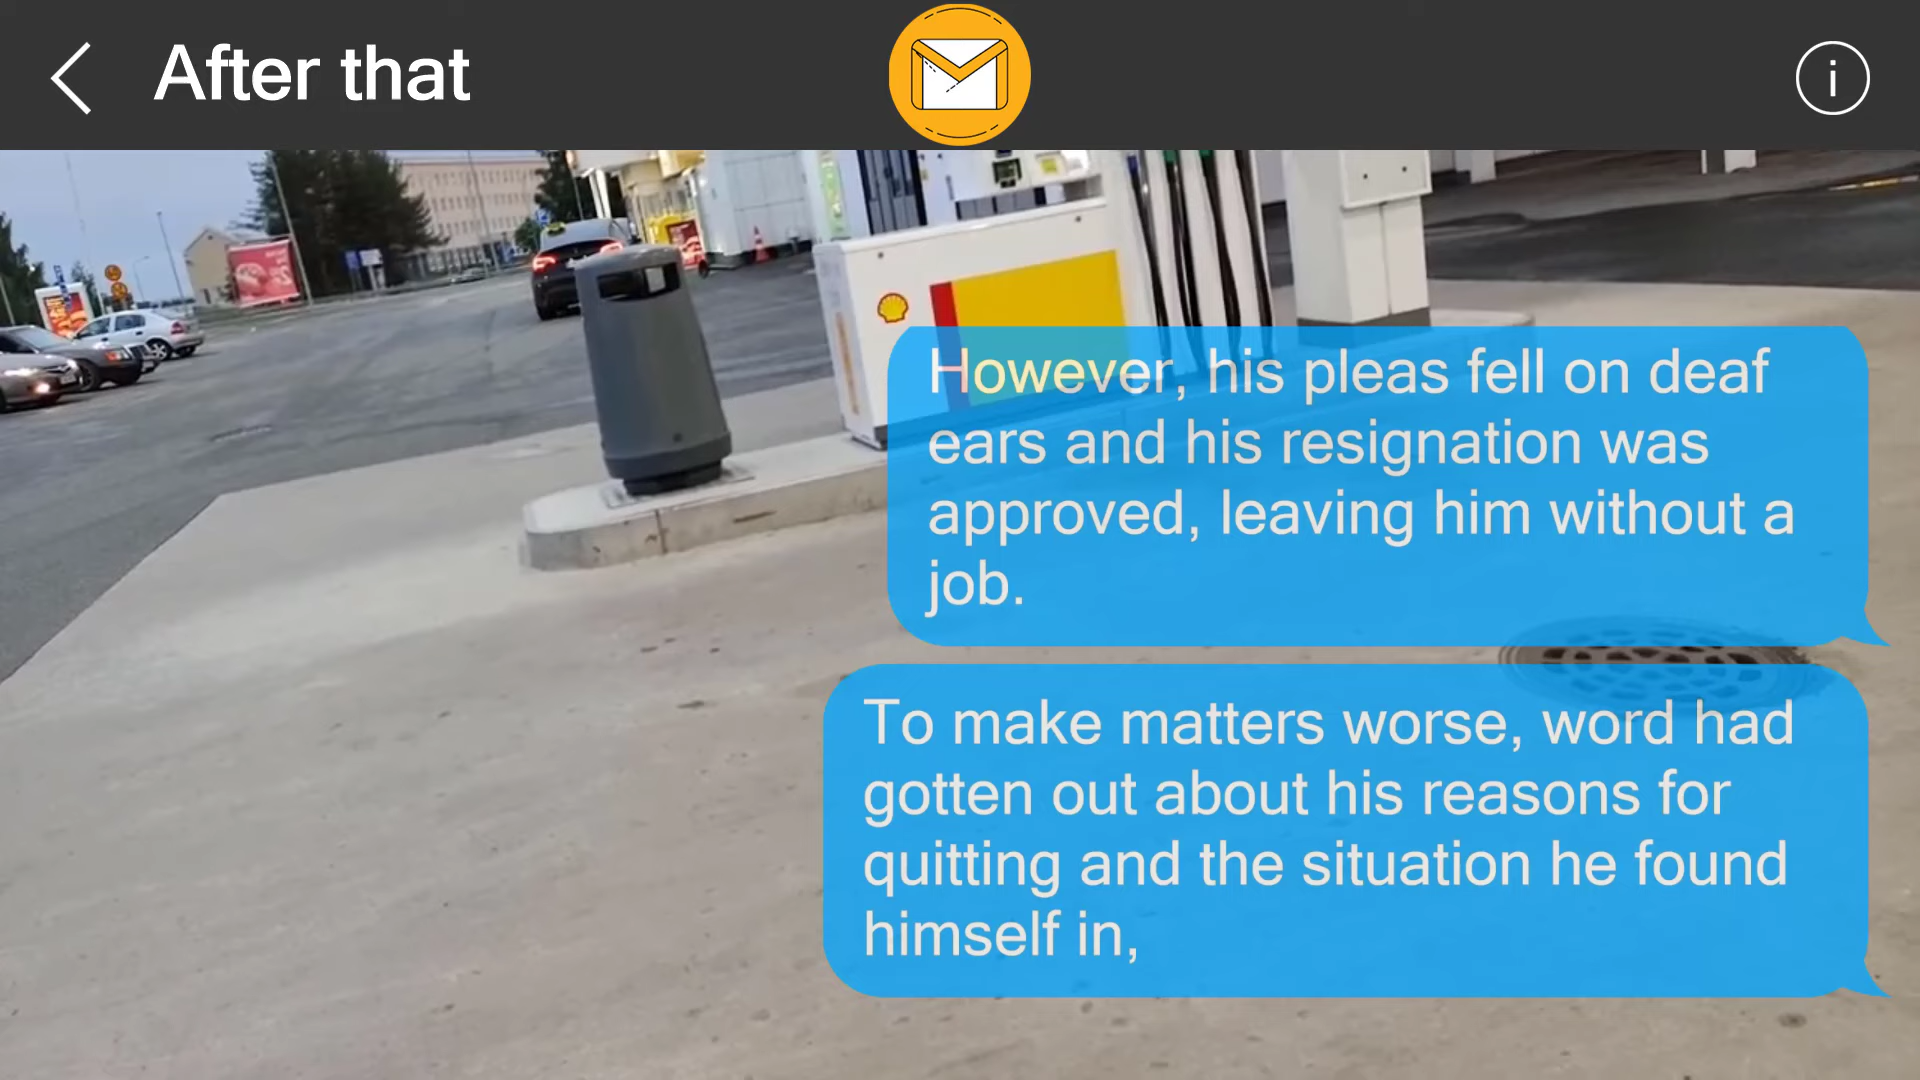 After that
However, his pleas fell on deaf
ears and his resignation was
approved, leaving him without a
job.
To make matters worse, word had
gotten out about his reasons for
quitting and the situation he found
himself in,